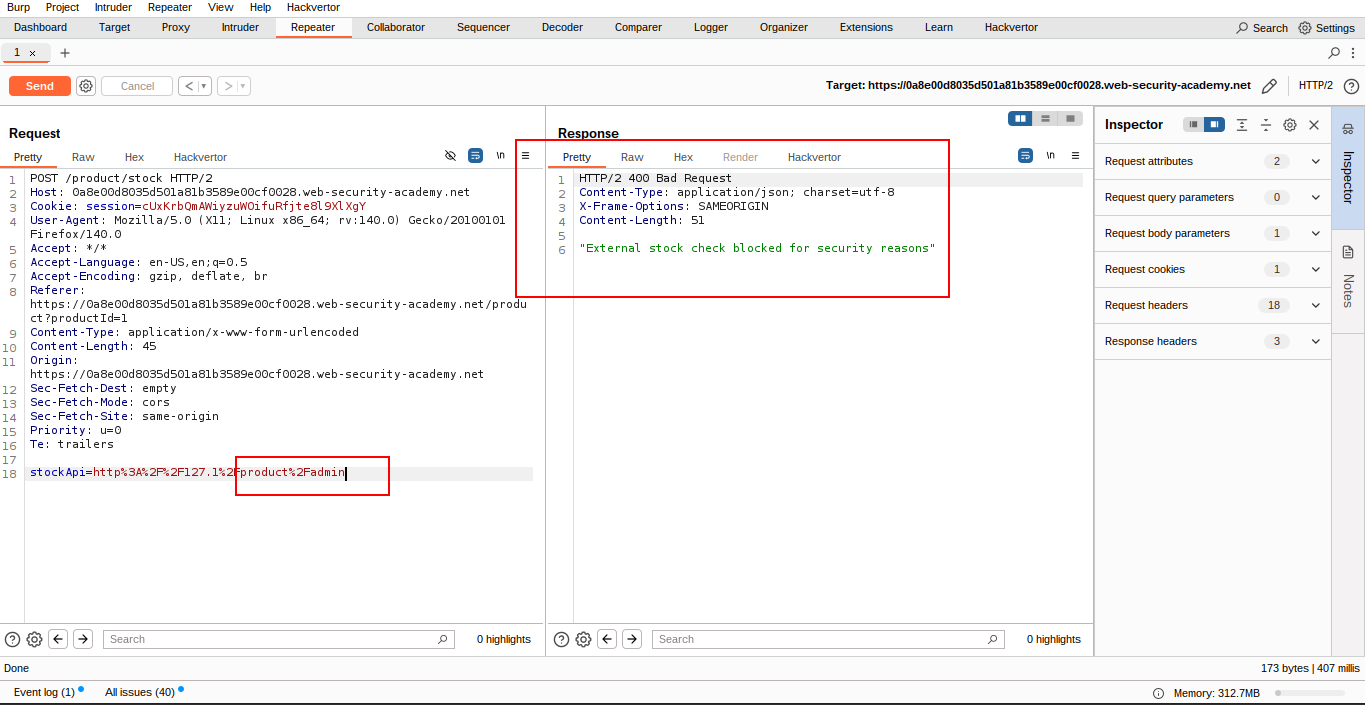 Burp Project Intruder Repeater View Help Hackvertor
Dashboard Target Proxy Intruder Repeater Collaborator Sequencer Decoder Comparer Logger Organizer Extensions Learn Hackvertor Search Settings
1 × +
Send Cancel < > Target: https://0a8e00d8035d501a81b3589e00cf0028.web-security-academy.net HTTP/2
Request
Pretty Raw Hex Hackvertor \n
1 POST /product/stock HTTP/2
2 Host: 0a8e00d8035d501a81b3589e00cf0028.web-security-academy.net
3 Cookie: session=cUxKrbQmAWiyzuWOifuRfjte8l9XlXgY
4 User-Agent: Mozilla/5.0 (X11; Linux x86_64; rv:140.0) Gecko/20100101
Firefox/140.0
5 Accept: */*
6 Accept-Language: en-US,en;q=0.5
7 Accept-Encoding: gzip, deflate, br
8 Referer:
https://0a8e00d8035d501a81b3589e00cf0028.web-security-academy.net/produ
ct?productId=1
9 Content-Type: application/x-www-form-urlencoded
10 Content-Length: 45
11 Origin:
https://0a8e00d8035d501a81b3589e00cf0028.web-security-academy.net
12 Sec-Fetch-Dest: empty
13 Sec-Fetch-Mode: cors
14 Sec-Fetch-Site: same-origin
15 Priority: u=0
16 Te: trailers
17
18 stockApi=http%3A%2F%2F127.1%2Fproduct%2Fadmin
Search 0 highlights
Response
Pretty Raw Hex Render Hackvertor \n
1 HTTP/2 400 Bad Request
2 Content-Type: application/json; charset=utf-8
3 X-Frame-Options: SAMEORIGIN
4 Content-Length: 51
5
6 "External stock check blocked for security reasons"
Search 0 highlights
Inspector
Request attributes 2
Request query parameters 0
Request body parameters 1
Request cookies 1
Request headers 18
Response headers 3
Inspector
Notes
Done 173 bytes | 407 millis
Event log (1) All issues (40) Memory: 312.7MB